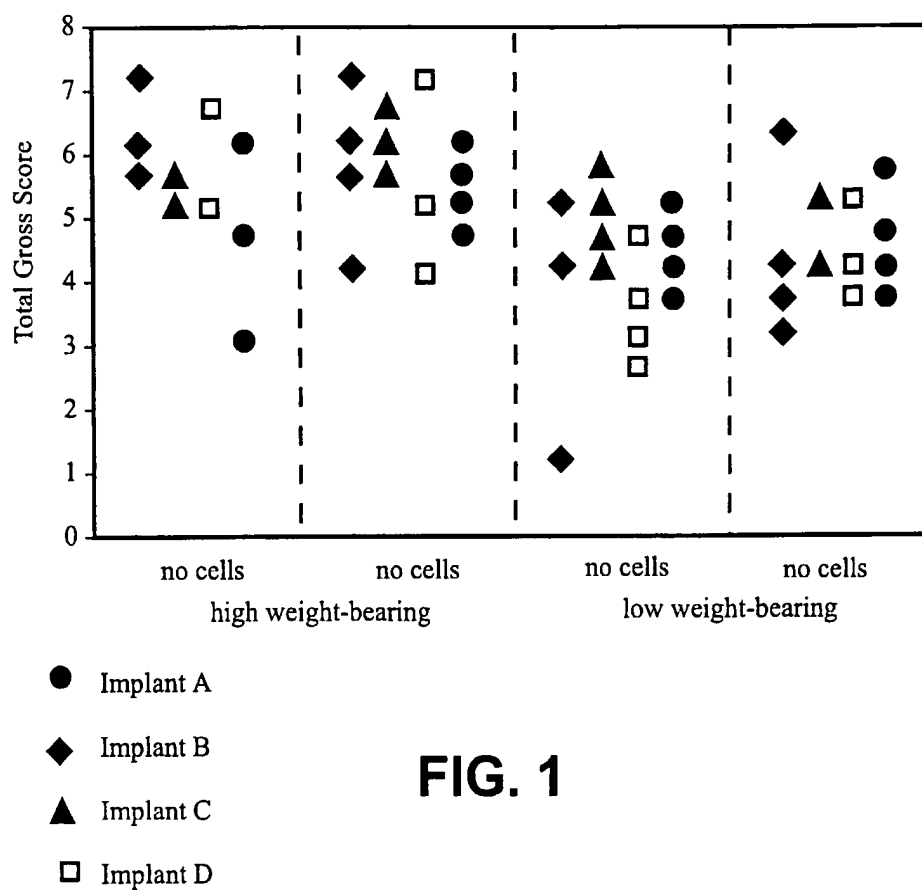 Total Gross Score
8
7
6
5
4
3
2
1
0
no cells no cells no cells no cells
high weight-bearing low weight-bearing
Implant A
Implant B
Implant C
Implant D
FIG. 1